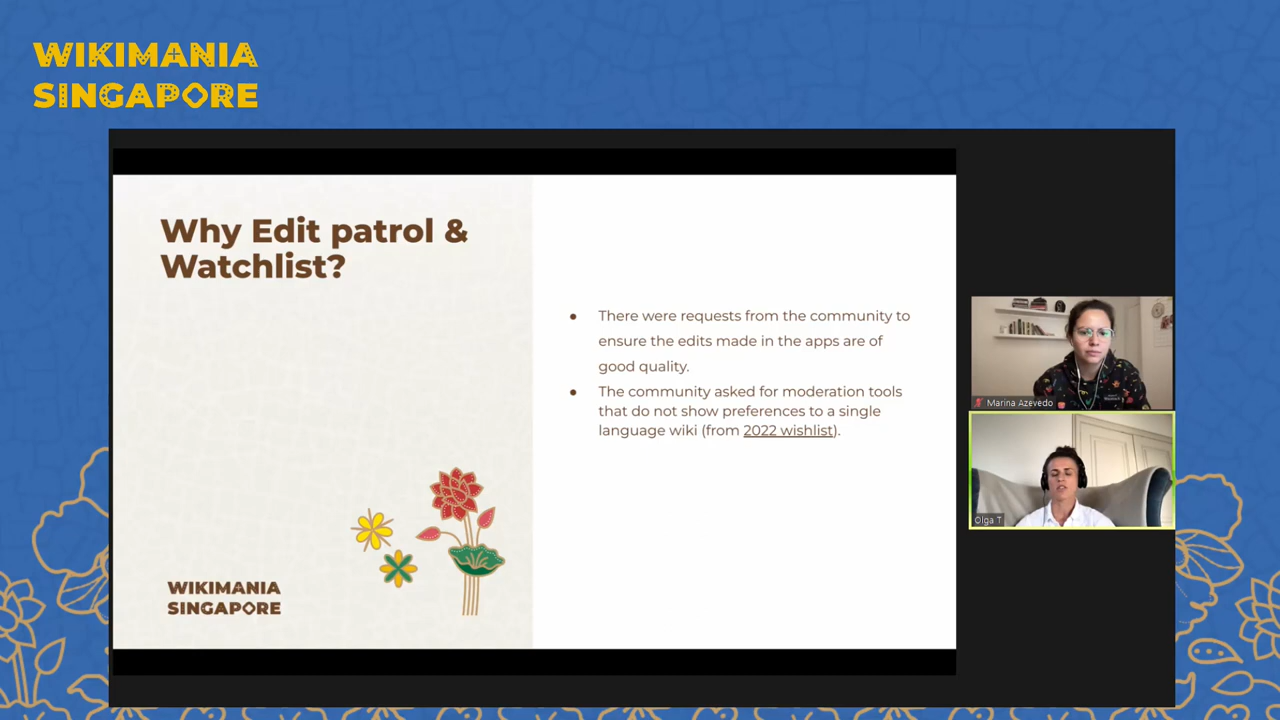 WIKIMANIA
SINGAPORE
Why Edit patrol &
Watchlist?
● There were requests from the community to
ensure the edits made in the apps are of
good quality.
● The community asked for moderation tools
that do not show preferences to a single
language wiki (from 2022 wishlist).
WIKIMANIA
SINGAPORE
Marina Azevedo
Olga T